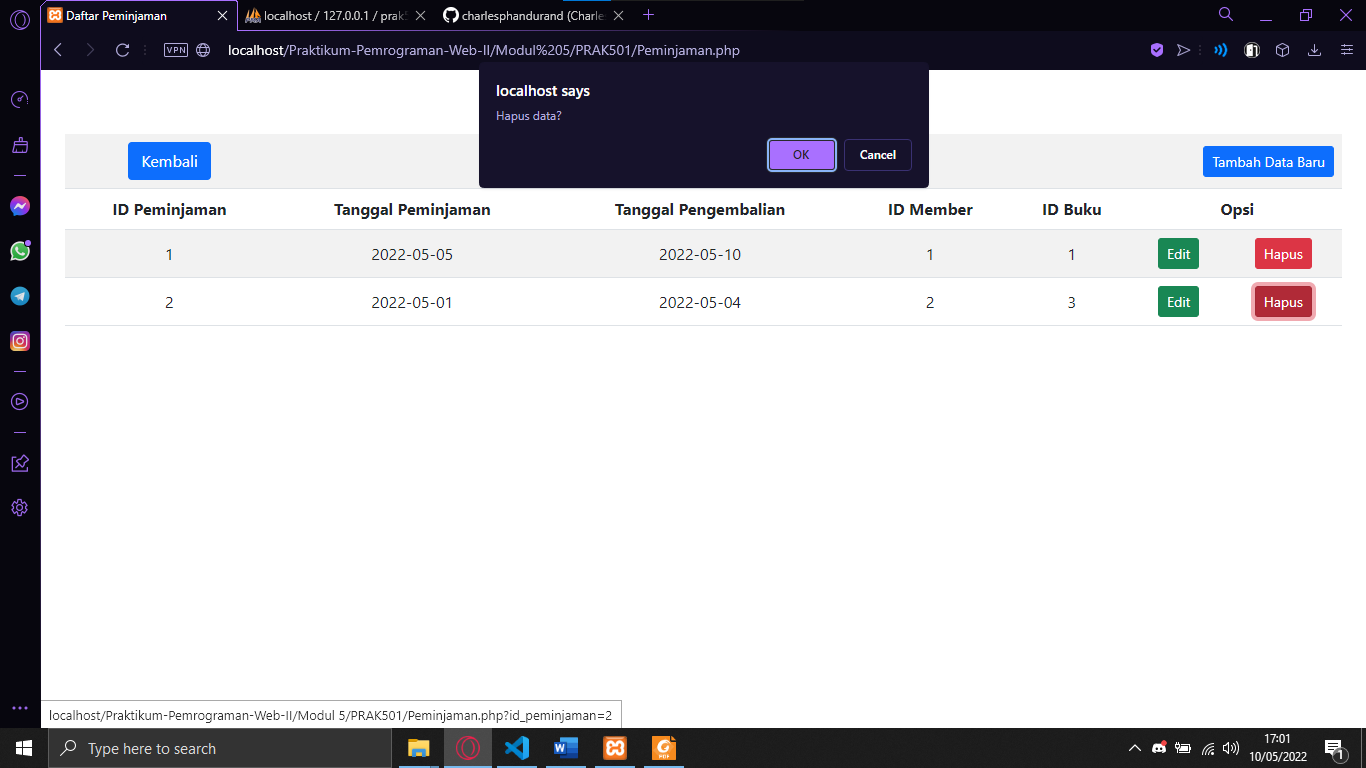 Daftar Peminjaman
localhost / 127.0.0.1 / prak5
charlesphandurand (Charle
VPN
localhost/Praktikum-Pemrograman-Web-II/Modul%205/PRAK501/Peminjaman.php
localhost says
Hapus data?
OK Cancel
Kembali
Tambah Data Baru
ID Peminjaman Tanggal Peminjaman Tanggal Pengembalian ID Member ID Buku Opsi
1 2022-05-05 2022-05-10 1 1 Edit Hapus
2 2022-05-01 2022-05-04 2 3 Edit Hapus
localhost/Praktikum-Pemrograman-Web-II/Modul 5/PRAK501/Peminjaman.php?id_peminjaman=2
Type here to search
17:01
10/05/2022
1